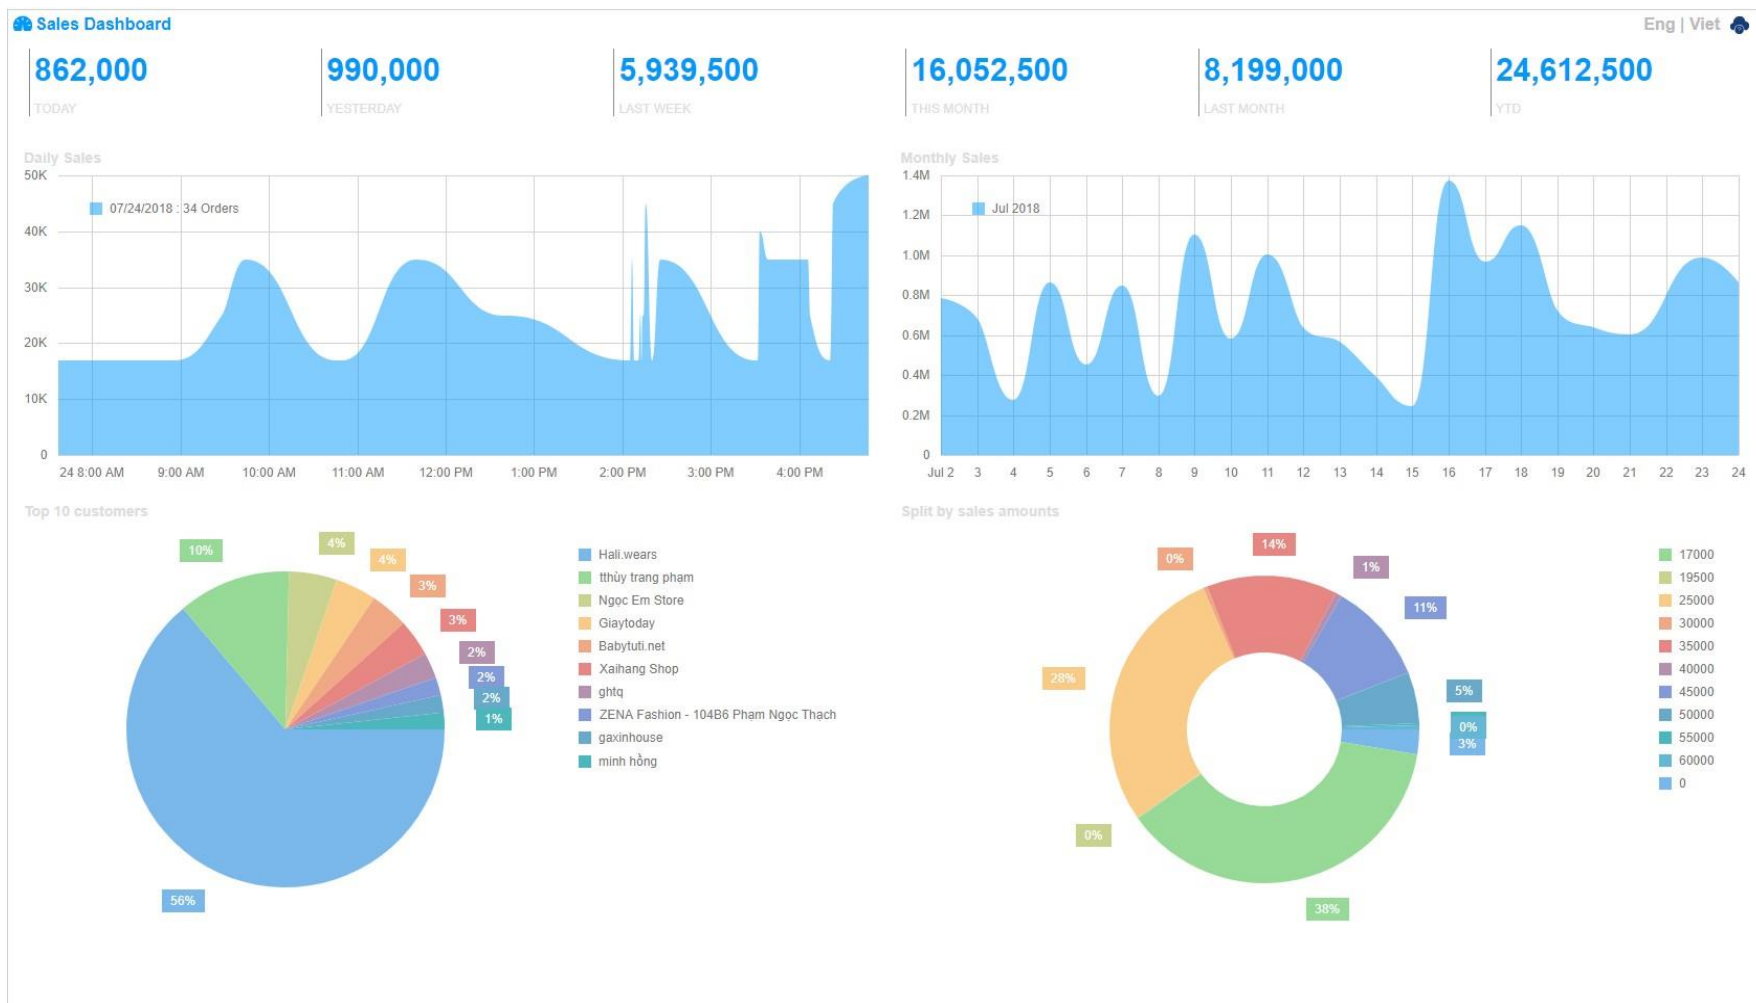 Sales Dashboard
Eng | Viet
862,000
TODAY
990,000
YESTERDAY
5,939,500
LAST WEEK
16,052,500
THIS MONTH
8,199,000
LAST MONTH
24,612,500
YTD
Daily Sales
50K
40K
30K
20K
10K
0
07/24/2018 : 34 Orders
24 8:00 AM 9:00 AM 10:00 AM 11:00 AM 12:00 PM 1:00 PM 2:00 PM 3:00 PM 4:00 PM
Monthly Sales
1.4M
1.2M
1.0M
0.8M
0.6M
0.4M
0.2M
0
Jul 2018
Jul 2 3 4 5 6 7 8 9 10 11 12 13 14 15 16 17 18 19 20 21 22 23 24
Top 10 customers
10%
4%
4%
3%
3%
2%
2%
2%
1%
56%
Hali.wears
tthùy trang phạm
Ngọc Em Store
Giaytoday
Babytuti.net
Xaihang Shop
ghtq
ZENA Fashion - 104B6 Phạm Ngọc Thạch
gaxinhouse
minh hồng
Split by sales amounts
14%
0%
1%
11%
28%
5%
0%
3%
0%
38%
17000
19500
25000
30000
35000
40000
45000
50000
55000
60000
0